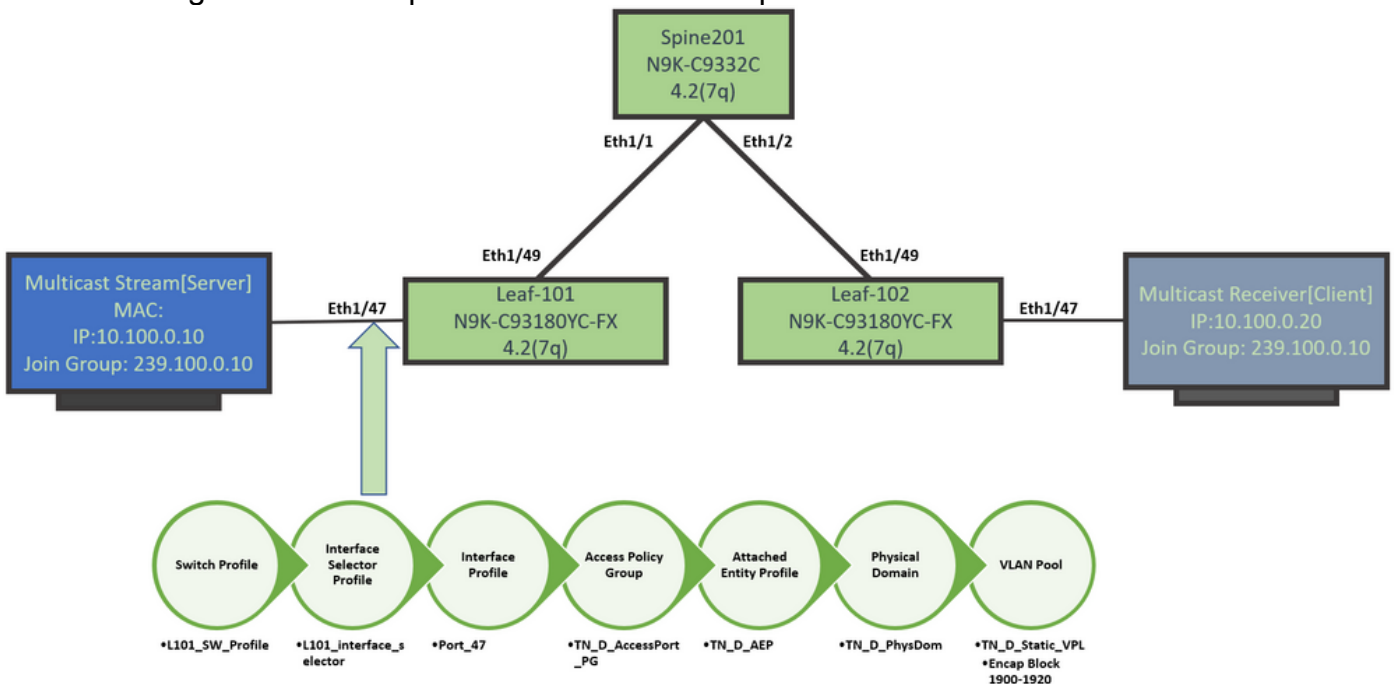 Spine201
N9K-C9332C
4.2(7q)
Eth1/1
Eth1/2
Eth1/49
Eth1/49
Multicast Stream[Server]
MAC:
IP:10.100.0.10
Join Group: 239.100.0.10
Eth1/47
Leaf-101
N9K-C93180YC-FX
4.2(7q)
Leaf-102
N9K-C93180YC-FX
4.2(7q)
Eth1/47
Multicast Receiver[Client]
IP:10.100.0.20
Join Group: 239.100.0.10
Switch Profile
Interface
Selector
Profile
Interface
Profile
Access Policy
Group
Attached
Entity Profile
Physical
Domain
VLAN Pool
•L101_SW_Profile
•L101_interface_s
elector
•Port_47
•TN_D_AccessPort
_PG
•TN_D_AEP
•TN_D_PhysDom
•TN_D_Static_VPL
•Encap Block
1900-1920